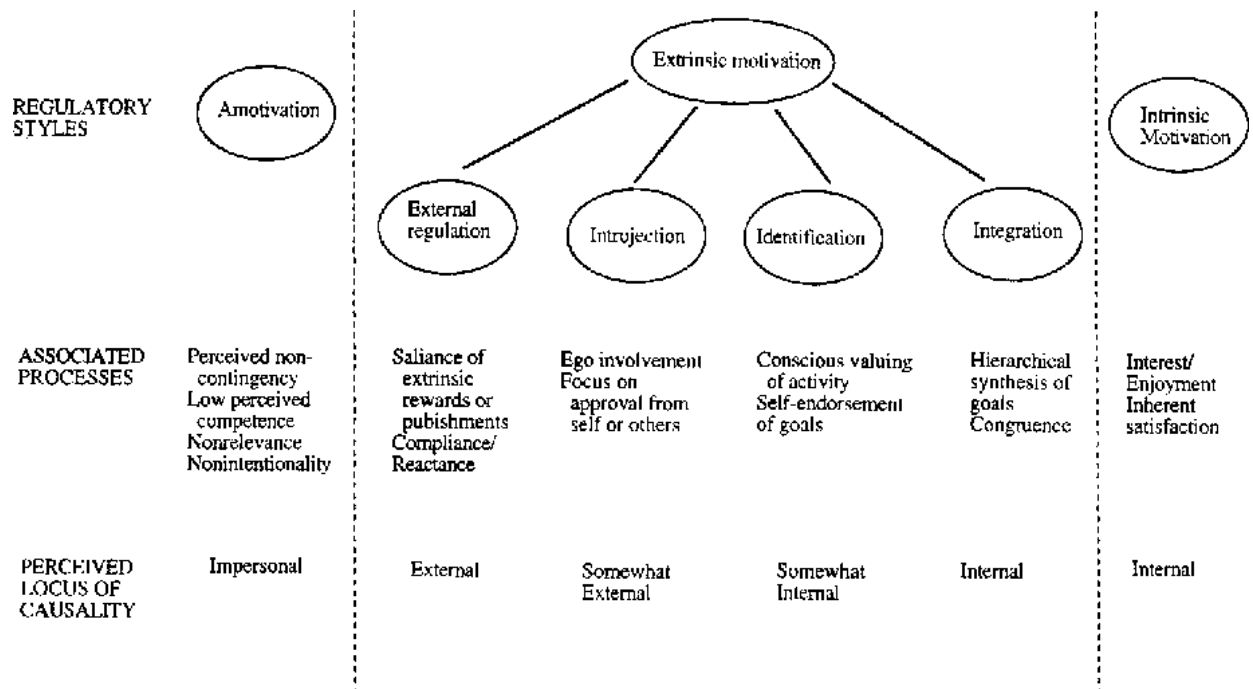 Extrinsic motivation
REGULATORY
STYLES
Amotivation
Intrinsic
Motivation
External
regulation
Introjection
Identification
Integration
ASSOCIATED
PROCESSES
Perceived non-
contingency
Low perceived
competence
Nonrelevance
Nonintentionality
Saliance of
extrinsic
rewards or
pubishments
Compliance/
Reactance
Ego involvement
Focus on
approval from
self or others
Conscious valuing
of activity
Self-endorsement
of goals
Hierarchical
synthesis of
goals
Congruence
Interest/
Enjoyment
Inherent
satisfaction
PERCEIVED
LOCUS OF
CAUSALITY
Impersonal
External
Somewhat
External
Somewhat
Internal
Internal
Internal